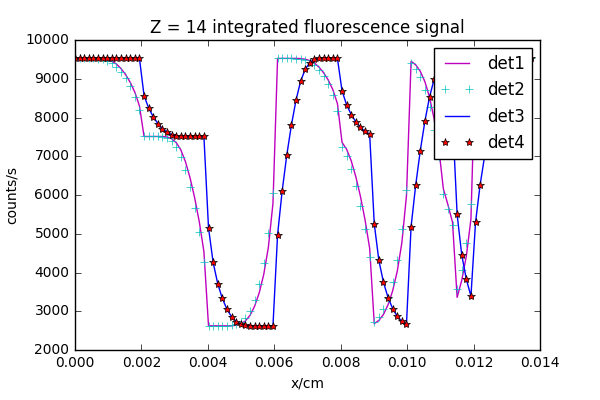 Z = 14 integrated fluorescence signal
10000
9000
8000
7000
6000
5000
4000
3000
2000
counts/s
det1
det2
det3
det4
0.000 0.002 0.004 0.006 0.008 0.010 0.012 0.014
x/cm